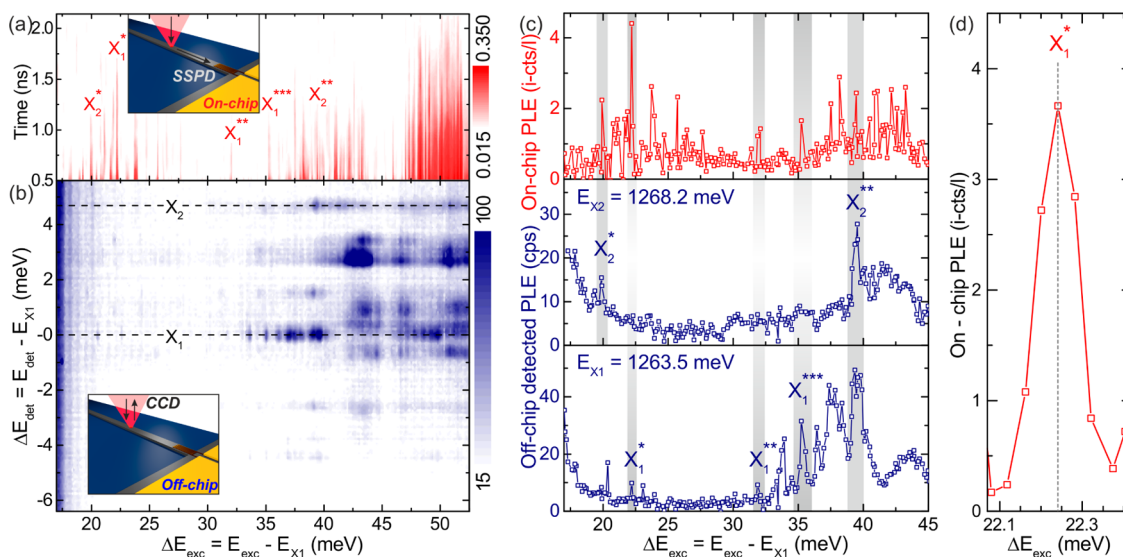 (a)
2.0
1.5
1.0
0.5
Time (ns)
X1*
X2*
X1**
X1***
X2**
SSPD
On-chip
0.350
0.015
(b)
4
2
-0
-2
-4
-6
ΔEdet = Edet - EX1 (meV)
X2
X1
CCD
Off-chip
100
15
20 25 30 35 40 45 50
ΔEexc = Eexc - EX1 (meV)
(c)
On-chip PLE (i-cts/I)
4
2
0
Off-chip detected PLE (cps)
EX2 = 1268.2 meV
30
20
10
0
X2*
X2**
EX1 = 1263.5 meV
40
20
0
X1*
X1**
X1***
20 25 30 35 40 45
ΔEexc = Eexc - EX1 (meV)
(d)
X1*
On - chip PLE (i-cts/I)
4
3
2
1
0
22.1 22.3
ΔEexc (meV)